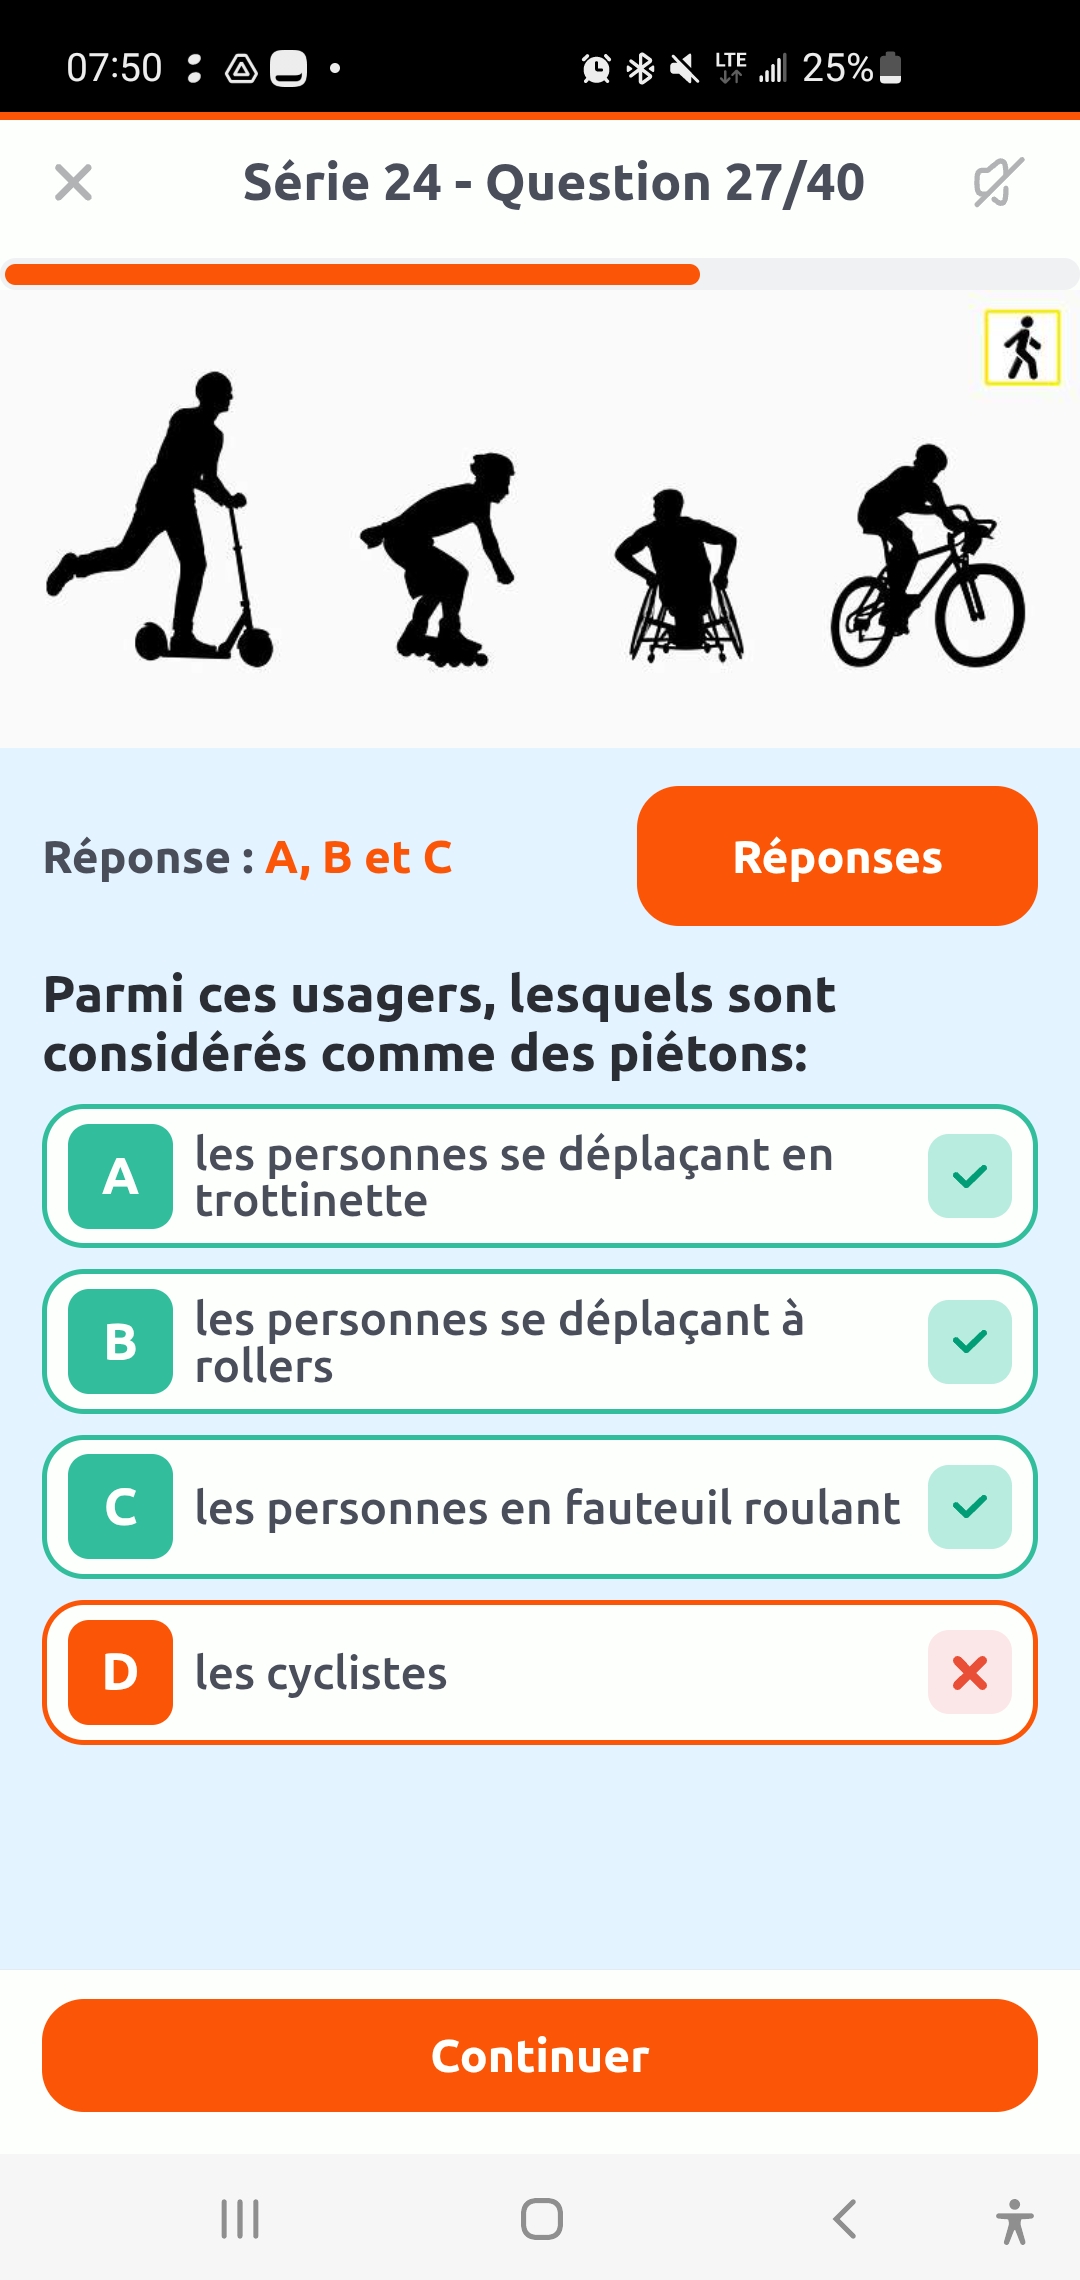 07:50
LTE
25%
Série 24 - Question 27/40
Réponse : A, B et C
Réponses
Parmi ces usagers, lesquels sont
considérés comme des piétons:
A
les personnes se déplaçant en
trottinette
B
les personnes se déplaçant à
rollers
C
les personnes en fauteuil roulant
D
les cyclistes
Continuer